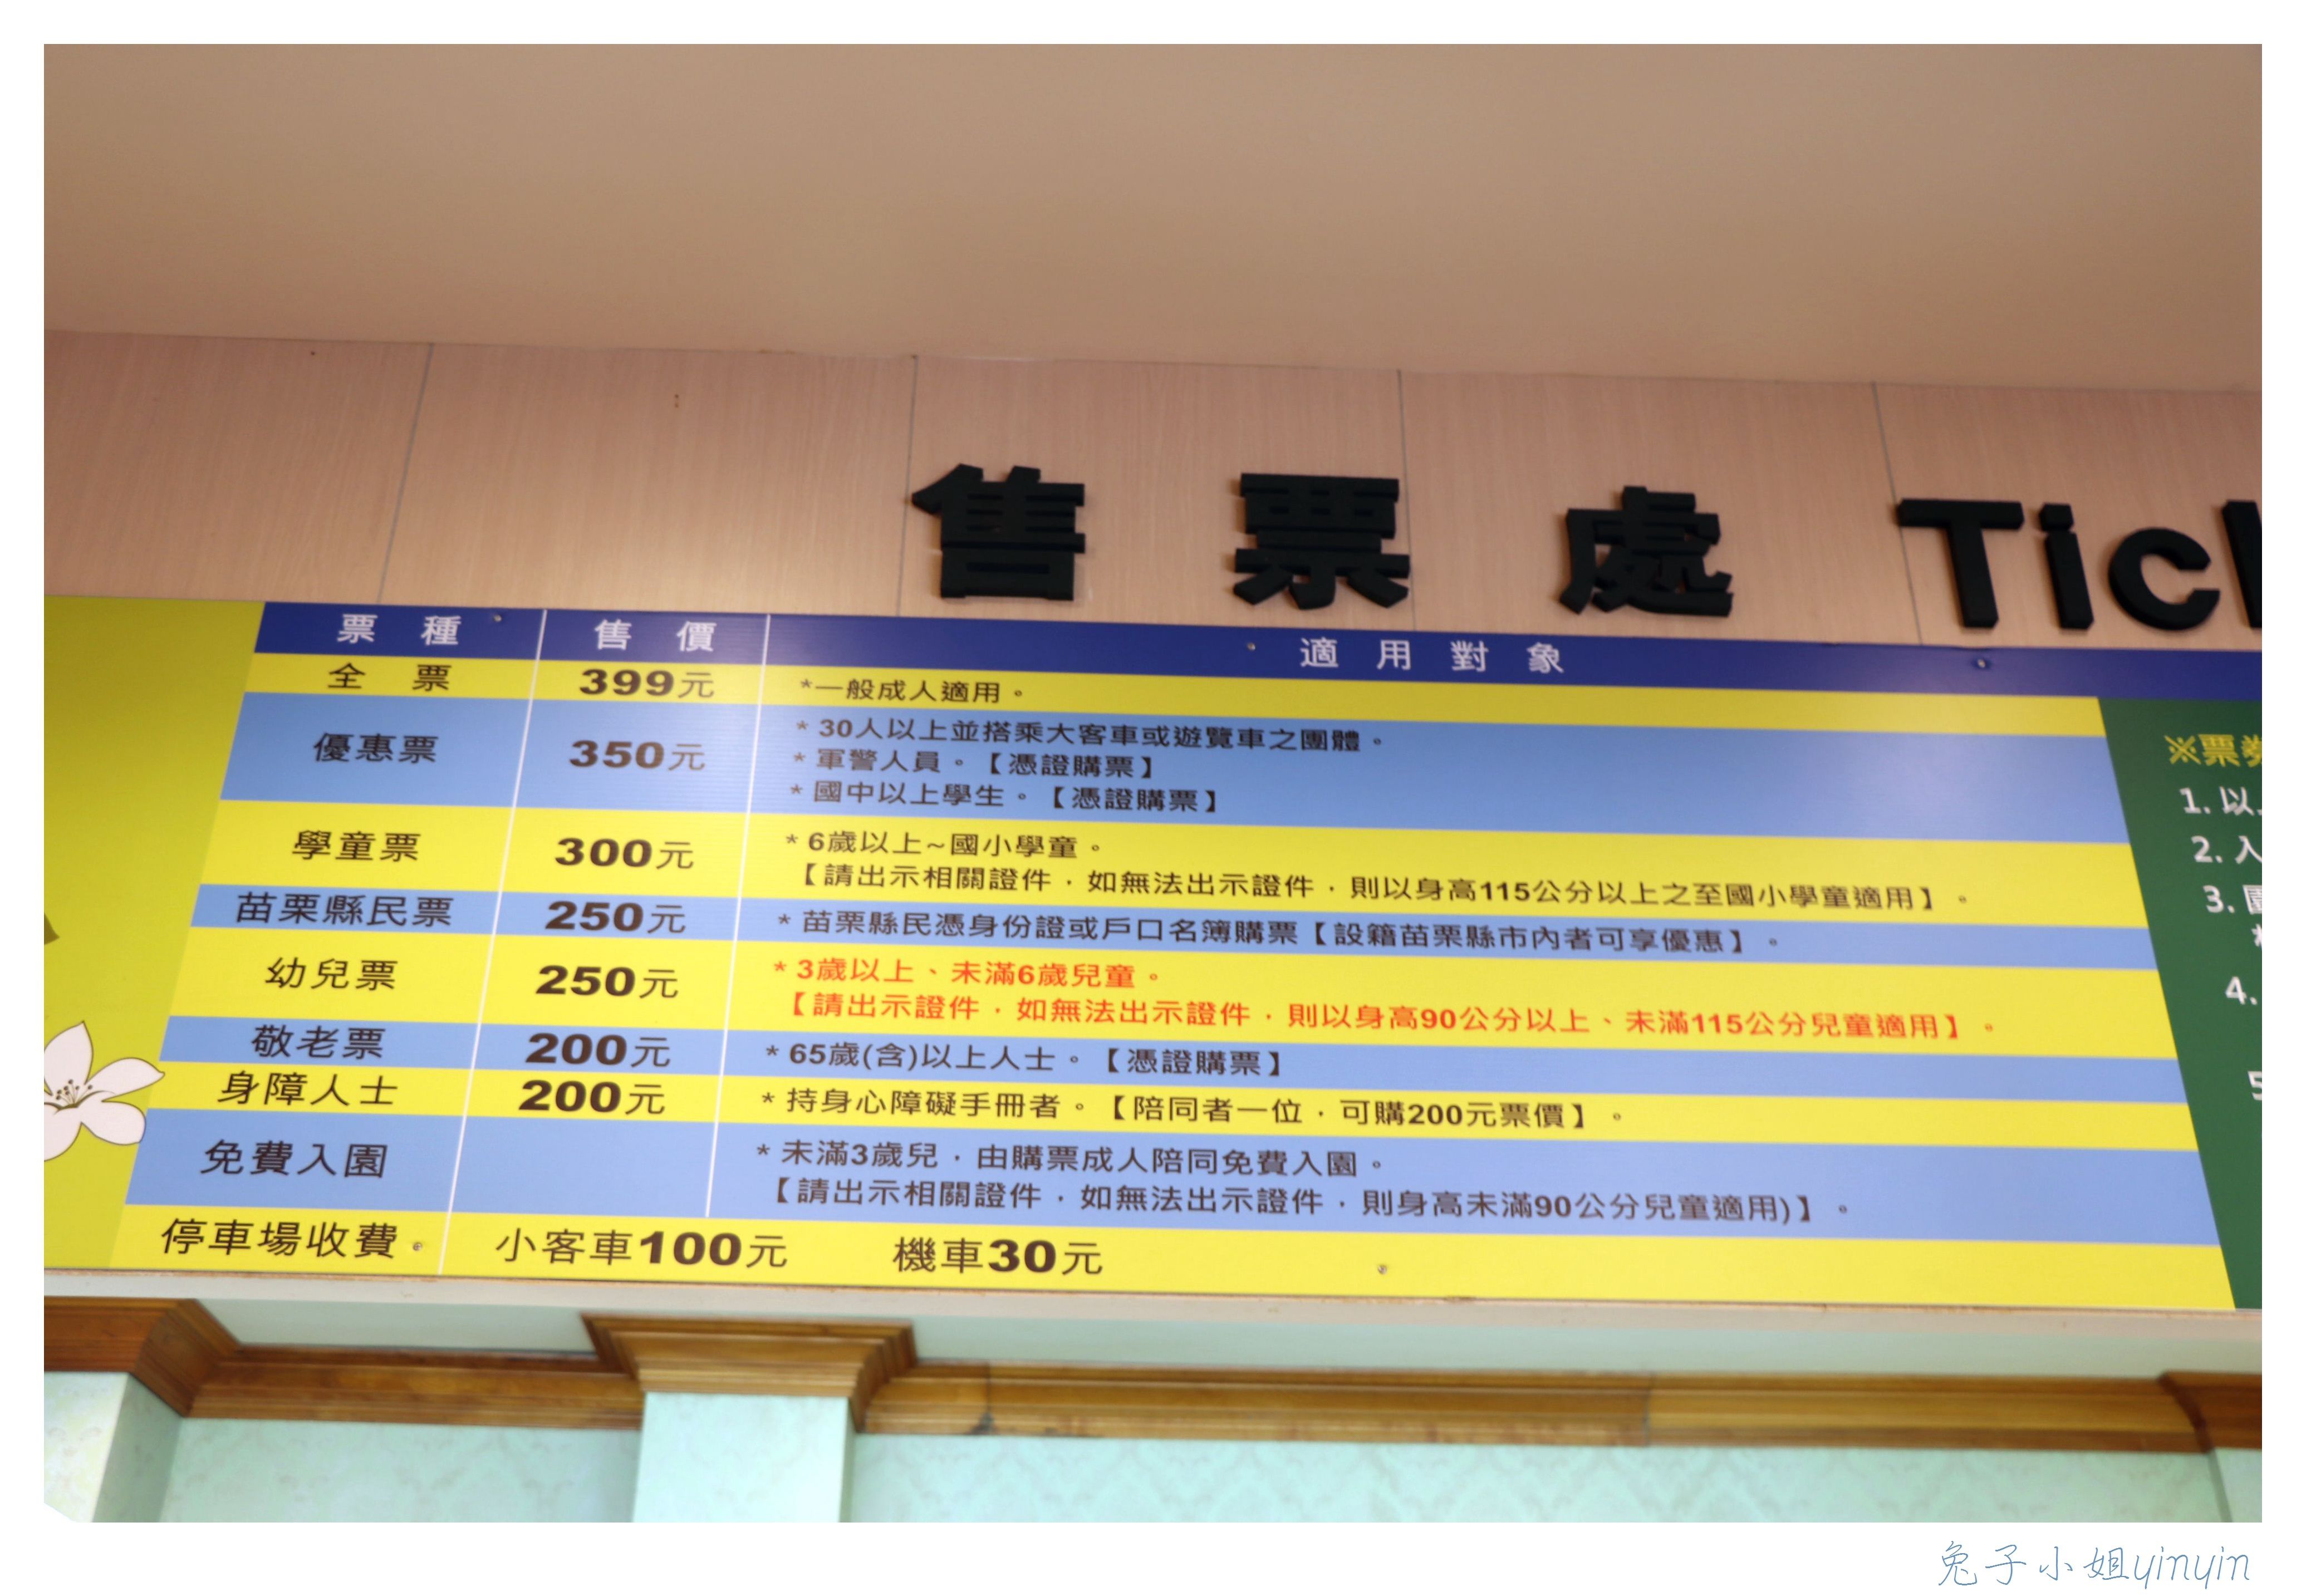 售票處 Tic
票種 售價 適用對象
全票 399元 *一般成人適用。
優惠票 350元 * 30人以上並搭乘大客車或遊覽車之團體。
* 軍警人員。【憑證購票】
* 國中以上學生。【憑證購票】
學童票 300元 * 6歲以上~國小學童。
【請出示相關證件，如無法出示證件，則以身高115公分以上之至國小學童適用】。
苗栗縣民票 250元 * 苗栗縣民憑身份證或戶口名簿購票【設籍苗栗縣市內者可享優惠】。
幼兒票 250元 * 3歲以上、未滿6歲兒童。
【請出示證件，如無法出示證件，則以身高90公分以上、未滿115公分兒童適用】。
敬老票 200元 * 65歲(含)以上人士。【憑證購票】
身障人士 200元 * 持身心障礙手冊者。【陪同者一位，可購200元票價】。
免費入園 * 未滿3歲兒，由購票成人陪同免費入園。
【請出示相關證件，如無法出示證件，則身高未滿90公分兒童適用)】。
停車場收費 小客車100元 機車30元
※票
1. 以
2. 入
3.
4.
兔子小姐yinyin